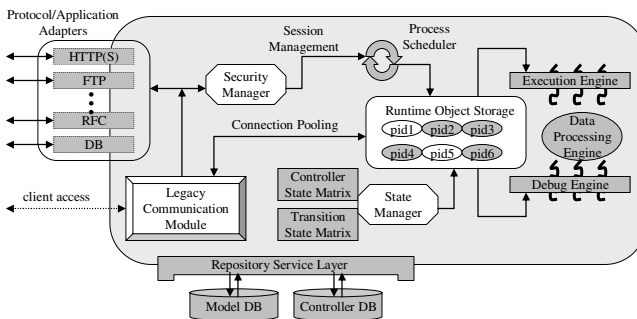 Protocol/Application
Adapters
HTTP(S)
FTP
RFC
DB
client access
Session
Management
Process
Scheduler
Security
Manager
Connection Pooling
Runtime Object Storage
pid1 pid2 pid3
pid4 pid5 pid6
Execution Engine
Data
Processing
Engine
Debug Engine
Legacy
Communication
Module
Controller
State Matrix
Transition
State Matrix
State
Manager
Repository Service Layer
Model DB
Controller DB